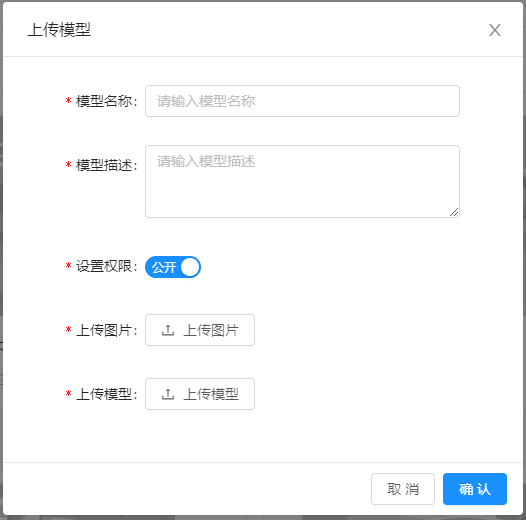 上传模型
* 模型名称: 请输入模型名称
* 模型描述: 请输入模型描述
* 设置权限: 公开
* 上传图片: 上传图片
* 上传模型: 上传模型
取 消 确 认